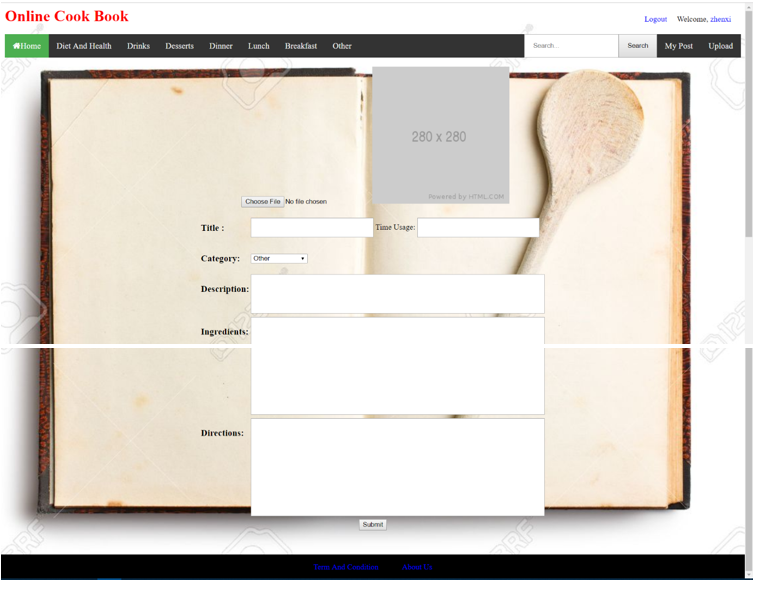 Online Cook Book
Logout Welcome, zhenxi
Home Diet And Health Drinks Desserts Dinner Lunch Breakfast Other Search... Search My Post Upload
280 x 280
Powered by HTML.COM
Choose File No file chosen
Title : Time Usage:
Category: Other
Description:
Ingredients:
Directions:
Submit
Term And Condition About Us